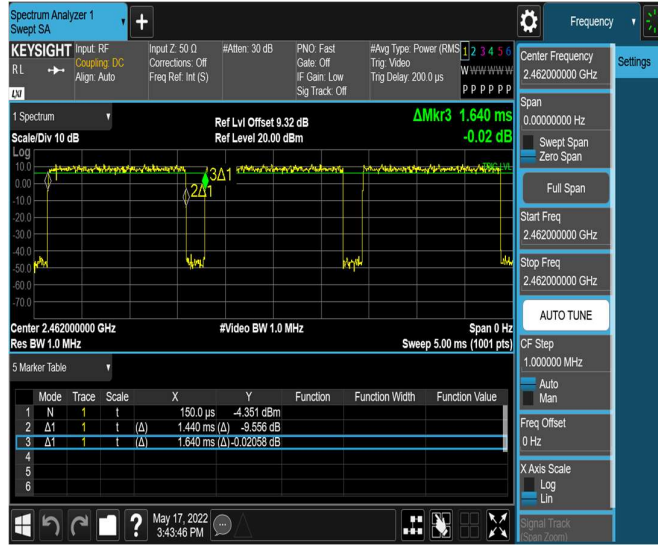 Spectrum Analyzer 1
Swept SA
Frequency
KEYSIGHT
RL
LXI
Input: RF
Coupling: DC
Align: Auto
Input Z: 50 Ω
Corrections: Off
Freq Ref: Int (S)
#Atten: 30 dB
PNO: Fast
Gate: Off
IF Gain: Low
Sig Track: Off
#Avg Type: Power (RMS
Trig: Video
Trig Delay: 200.0 µs
1 2 3 4 5 6
W W W W W W
P P P P P P
1 Spectrum
Scale/Div 10 dB
Ref Lvl Offset 9.32 dB
Ref Level 20.00 dBm
ΔMkr3 1.640 ms
-0.02 dB
Log
10.0
0.00
-10.0
-20.0
-30.0
-40.0
-50.0
-60.0
-70.0
1
2Δ1
3Δ1
TRIG LVL
Center 2.462000000 GHz
Res BW 1.0 MHz
#Video BW 1.0 MHz
Span 0 Hz
Sweep 5.00 ms (1001 pts)
5 Marker Table
Mode Trace Scale X Y Function Function Width Function Value
1 N 1 t 150.0 µs -4.351 dBm
2 Δ1 1 t (Δ) 1.440 ms (Δ) -9.556 dB
3 Δ1 1 t (Δ) 1.640 ms (Δ) -0.02058 dB
4
5
6
May 17, 2022
3:43:46 PM
Center Frequency
2.462000000 GHz
Span
0.00000000 Hz
Swept Span
Zero Span
Full Span
Start Freq
2.462000000 GHz
Stop Freq
2.462000000 GHz
AUTO TUNE
CF Step
1.000000 MHz
Auto
Man
Freq Offset
0 Hz
X Axis Scale
Log
Lin
Signal Track
(Span Zoom)
Settings